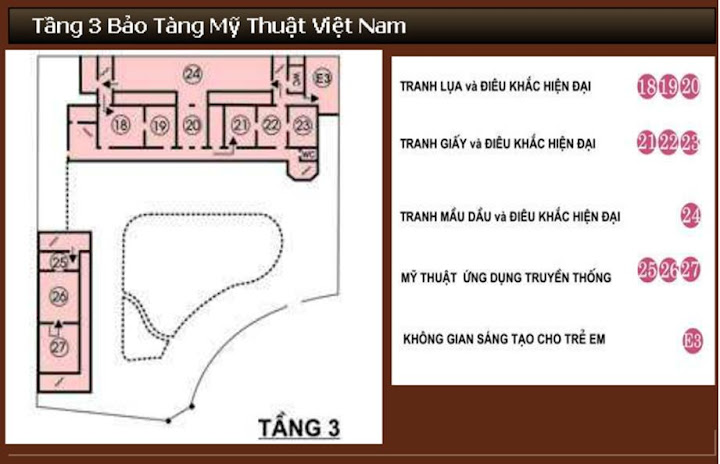 Tầng 3 Bảo Tàng Mỹ Thuật Việt Nam
24
WC
E3
18
19
20
21
22
23
WC
25
26
27
TẦNG 3
TRANH LỤA và ĐIÊU KHẮC HIỆN ĐẠI 18 19 20
TRANH GIẤY và ĐIÊU KHẮC HIỆN ĐẠI 21 22 23
TRANH MẦU DẦU và ĐIÊU KHẮC HIỆN ĐẠI 24
MỸ THUẬT ỨNG DỤNG TRUYỀN THỐNG 25 26 27
KHÔNG GIAN SÁNG TẠO CHO TRẺ EM E3